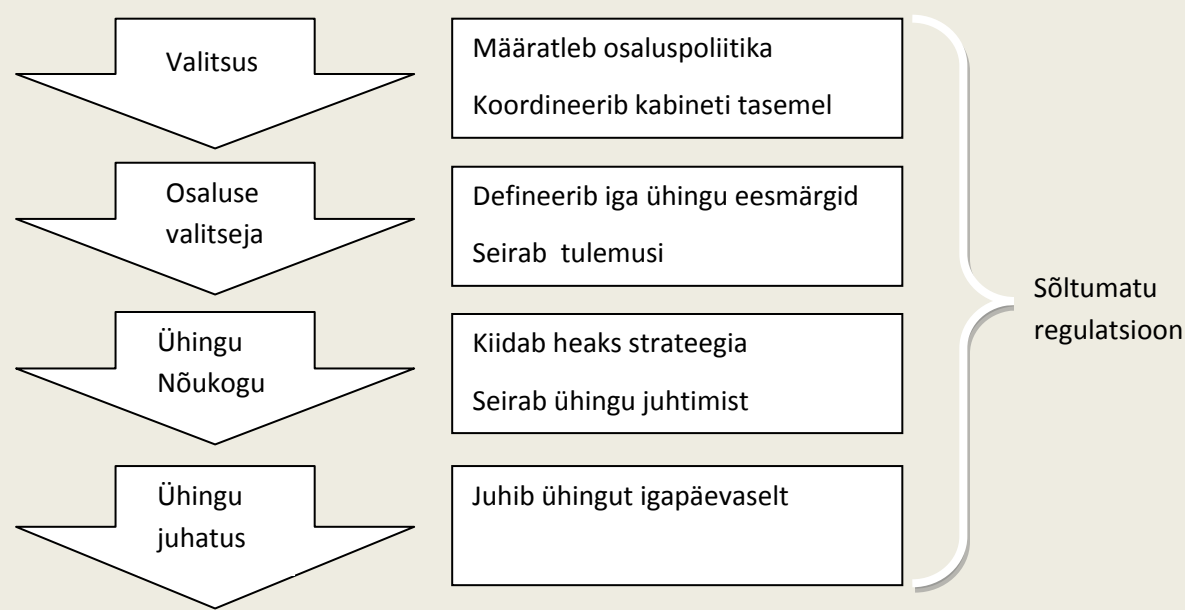 Valitsus
Määratleb osaluspoliitika
Koordineerib kabineti tasemel
Osaluse
valitseja
Defineerib iga ühingu eesmärgid
Seirab tulemusi
Ühingu
Nõukogu
Kiidab heaks strateegia
Seirab ühingu juhtimist
Ühingu
juhatus
Juhib ühingut igapäevaselt
Sõltumatu
regulatsioon